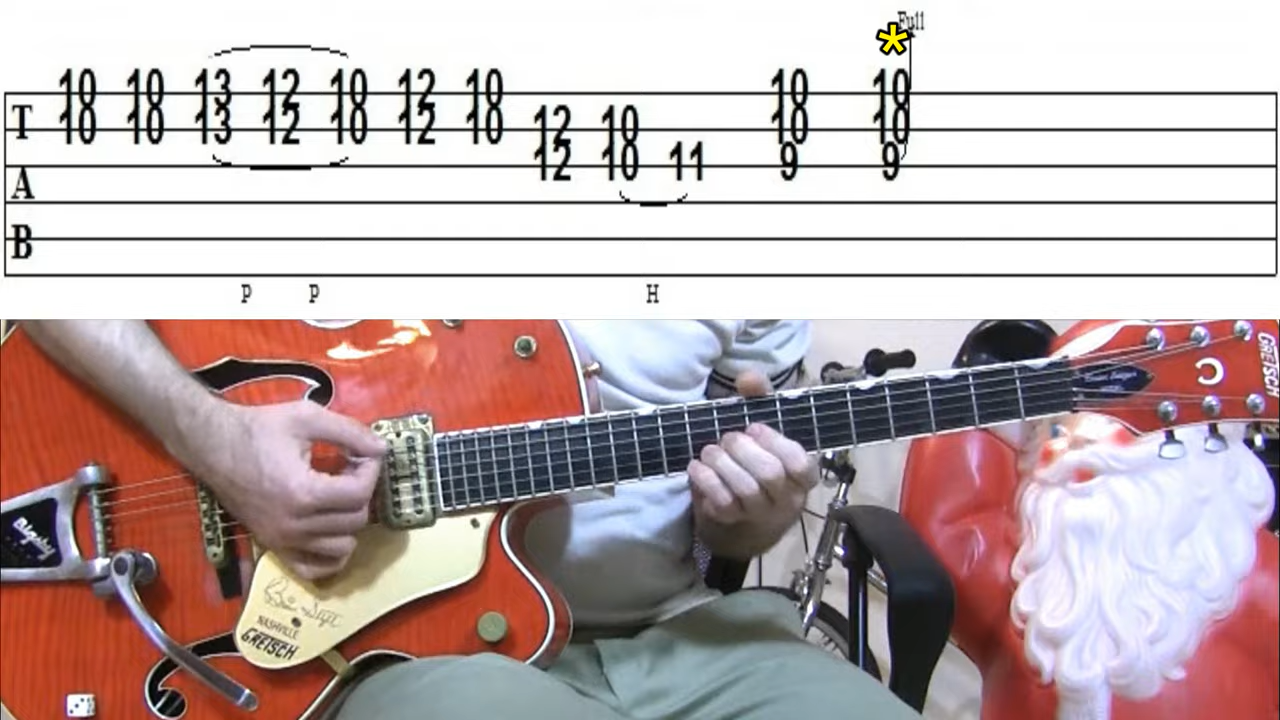 Full
*
10 10 13 12 10 12 10 10 10
T 10 10 13 12 10 12 10 12 10 10 10
12 10 11 9 9
A
B
P P H
GRETSCH
Bigsby
NASHVILLE
GRETSCH